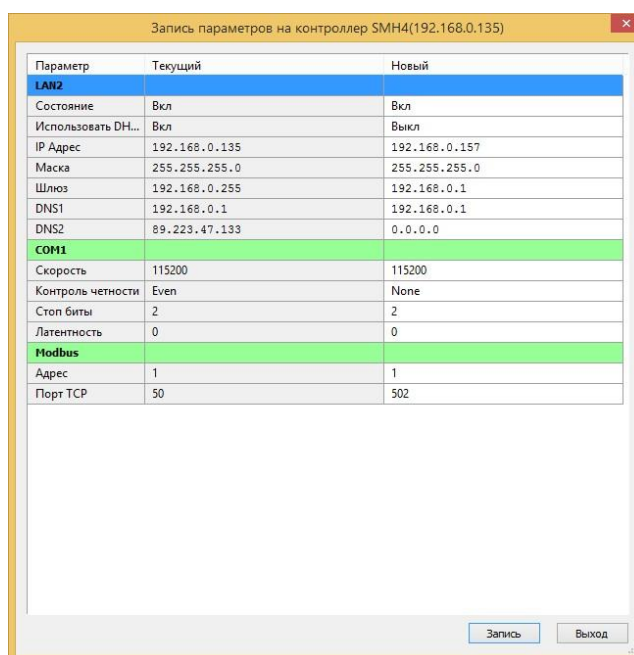 Запись параметров на контроллер SMH4(192.168.0.135)
Параметр Текущий Новый
LAN2
Состояние Вкл Вкл
Использовать DH... Вкл Выкл
IP Адрес 192.168.0.135 192.168.0.157
Маска 255.255.255.0 255.255.255.0
Шлюз 192.168.0.255 192.168.0.1
DNS1 192.168.0.1 192.168.0.1
DNS2 89.223.47.133 0.0.0.0
COM1
Скорость 115200 115200
Контроль четности Even None
Стоп биты 2 2
Латентность 0 0
Modbus
Адрес 1 1
Порт TCP 50 502
Запись Выход